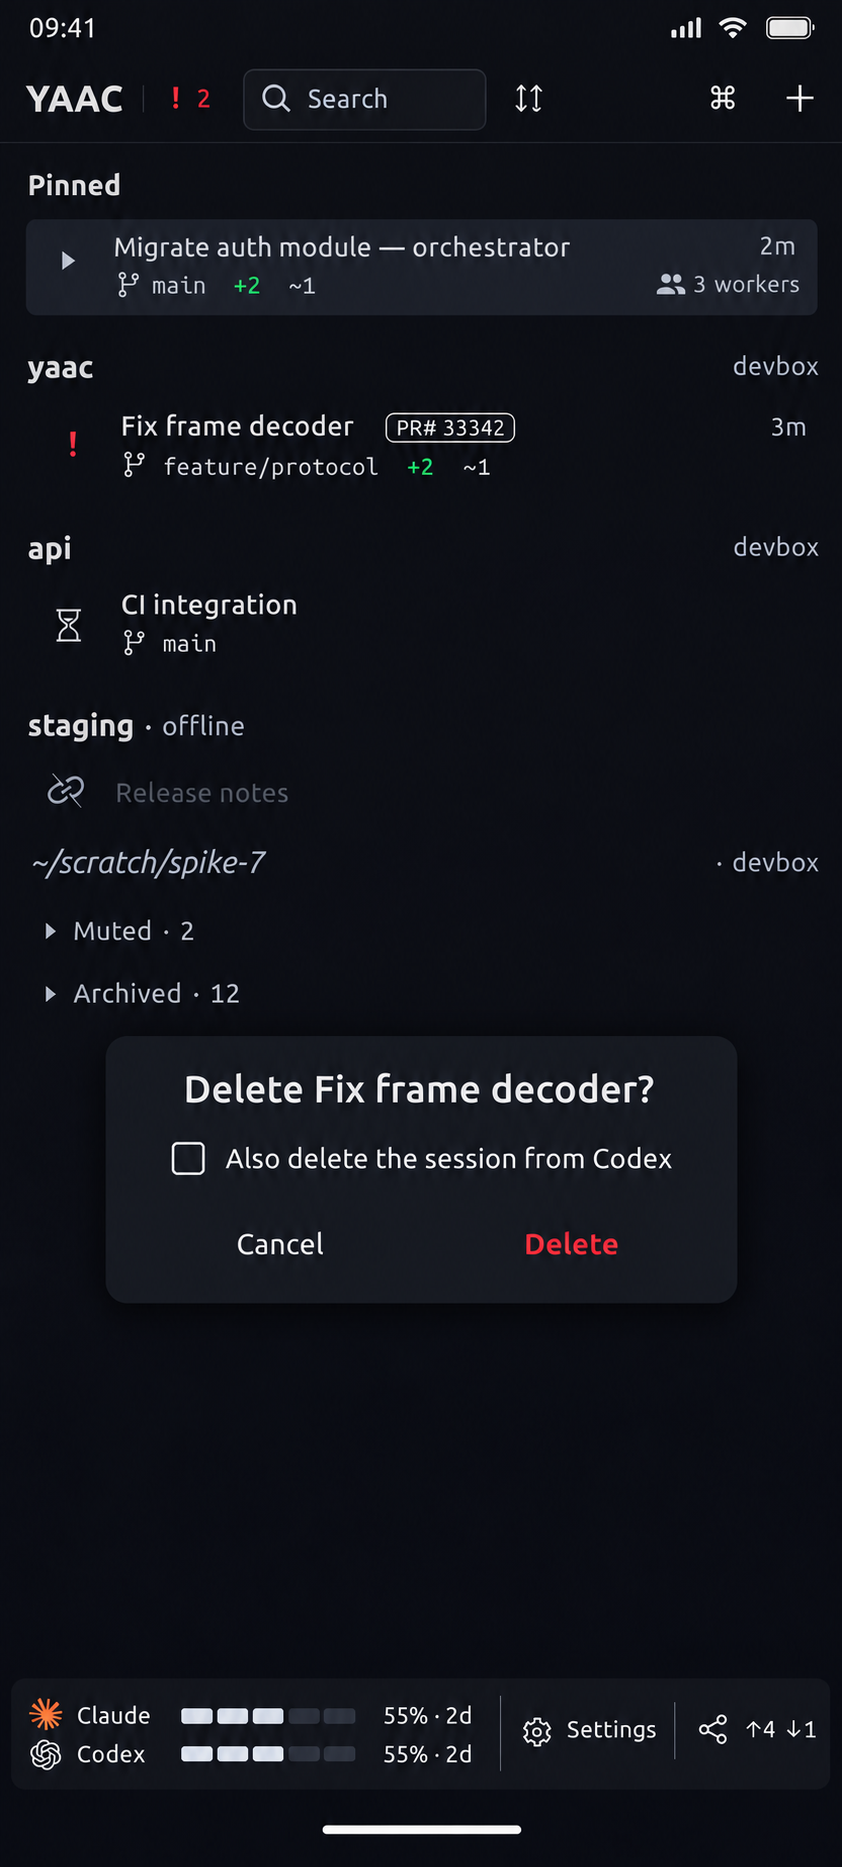 09:41
YAAC ! 2 Search
Pinned
Migrate auth module — orchestrator 2m
main +2 ~1 3 workers
yaac devbox
! Fix frame decoder PR# 33342 3m
feature/protocol +2 ~1
api devbox
CI integration
main
staging · offline
Release notes
~/scratch/spike-7 · devbox
Muted · 2
Archived · 12
Delete Fix frame decoder?
Also delete the session from Codex
Cancel Delete
Claude 55% · 2d
Codex 55% · 2d
Settings ↑4 ↓1